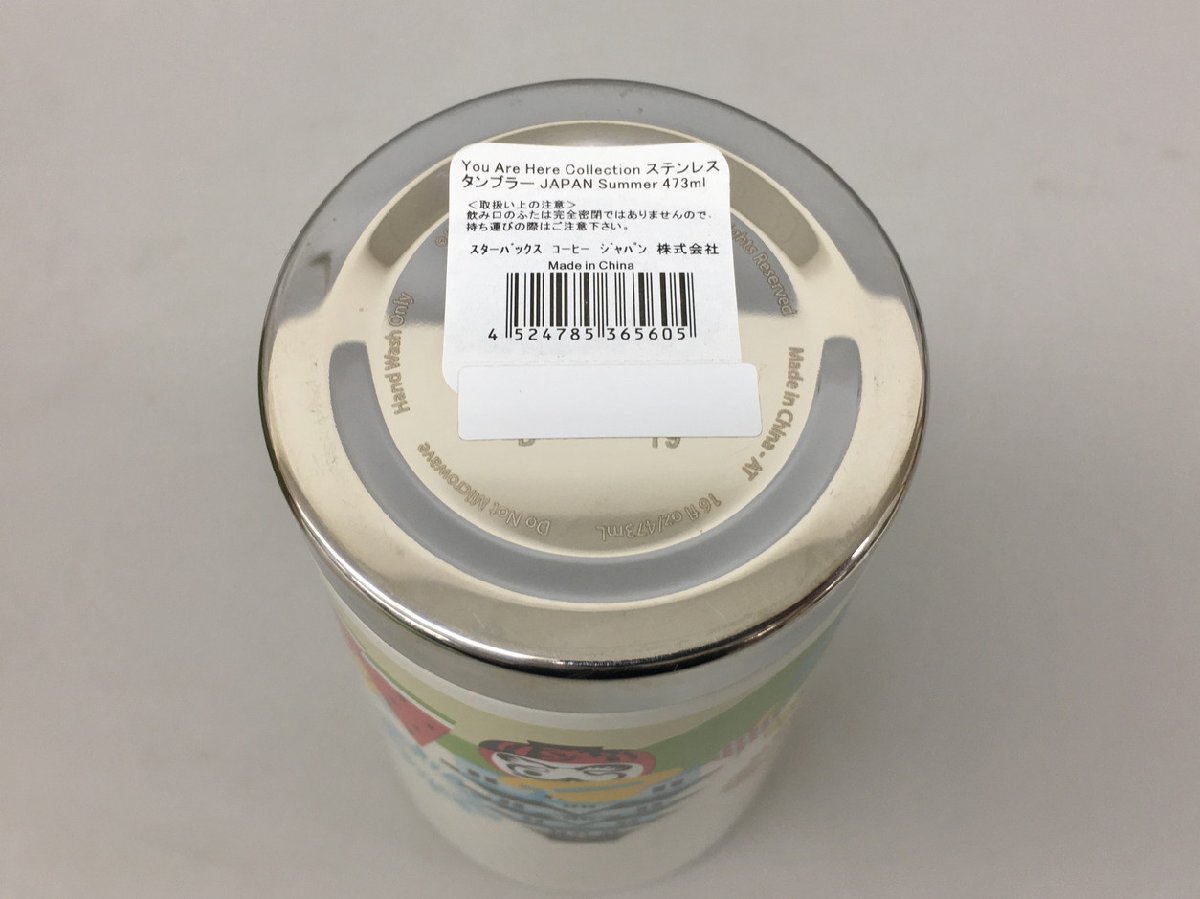 You Are Here Collection ステンレス
タンブラー JAPAN Summer 473ml
＜取扱い上の注意＞
飲み口のふたは完全密閉ではありませんので、
持ち運びの際はご注意下さい。
スターバックス コーヒー ジャパン 株式会社
Made in China
4 524785 365605
Rights Reserved
Made in China - AT
16 fl oz/473mL
Do Not Microwave
Hand Wash Only